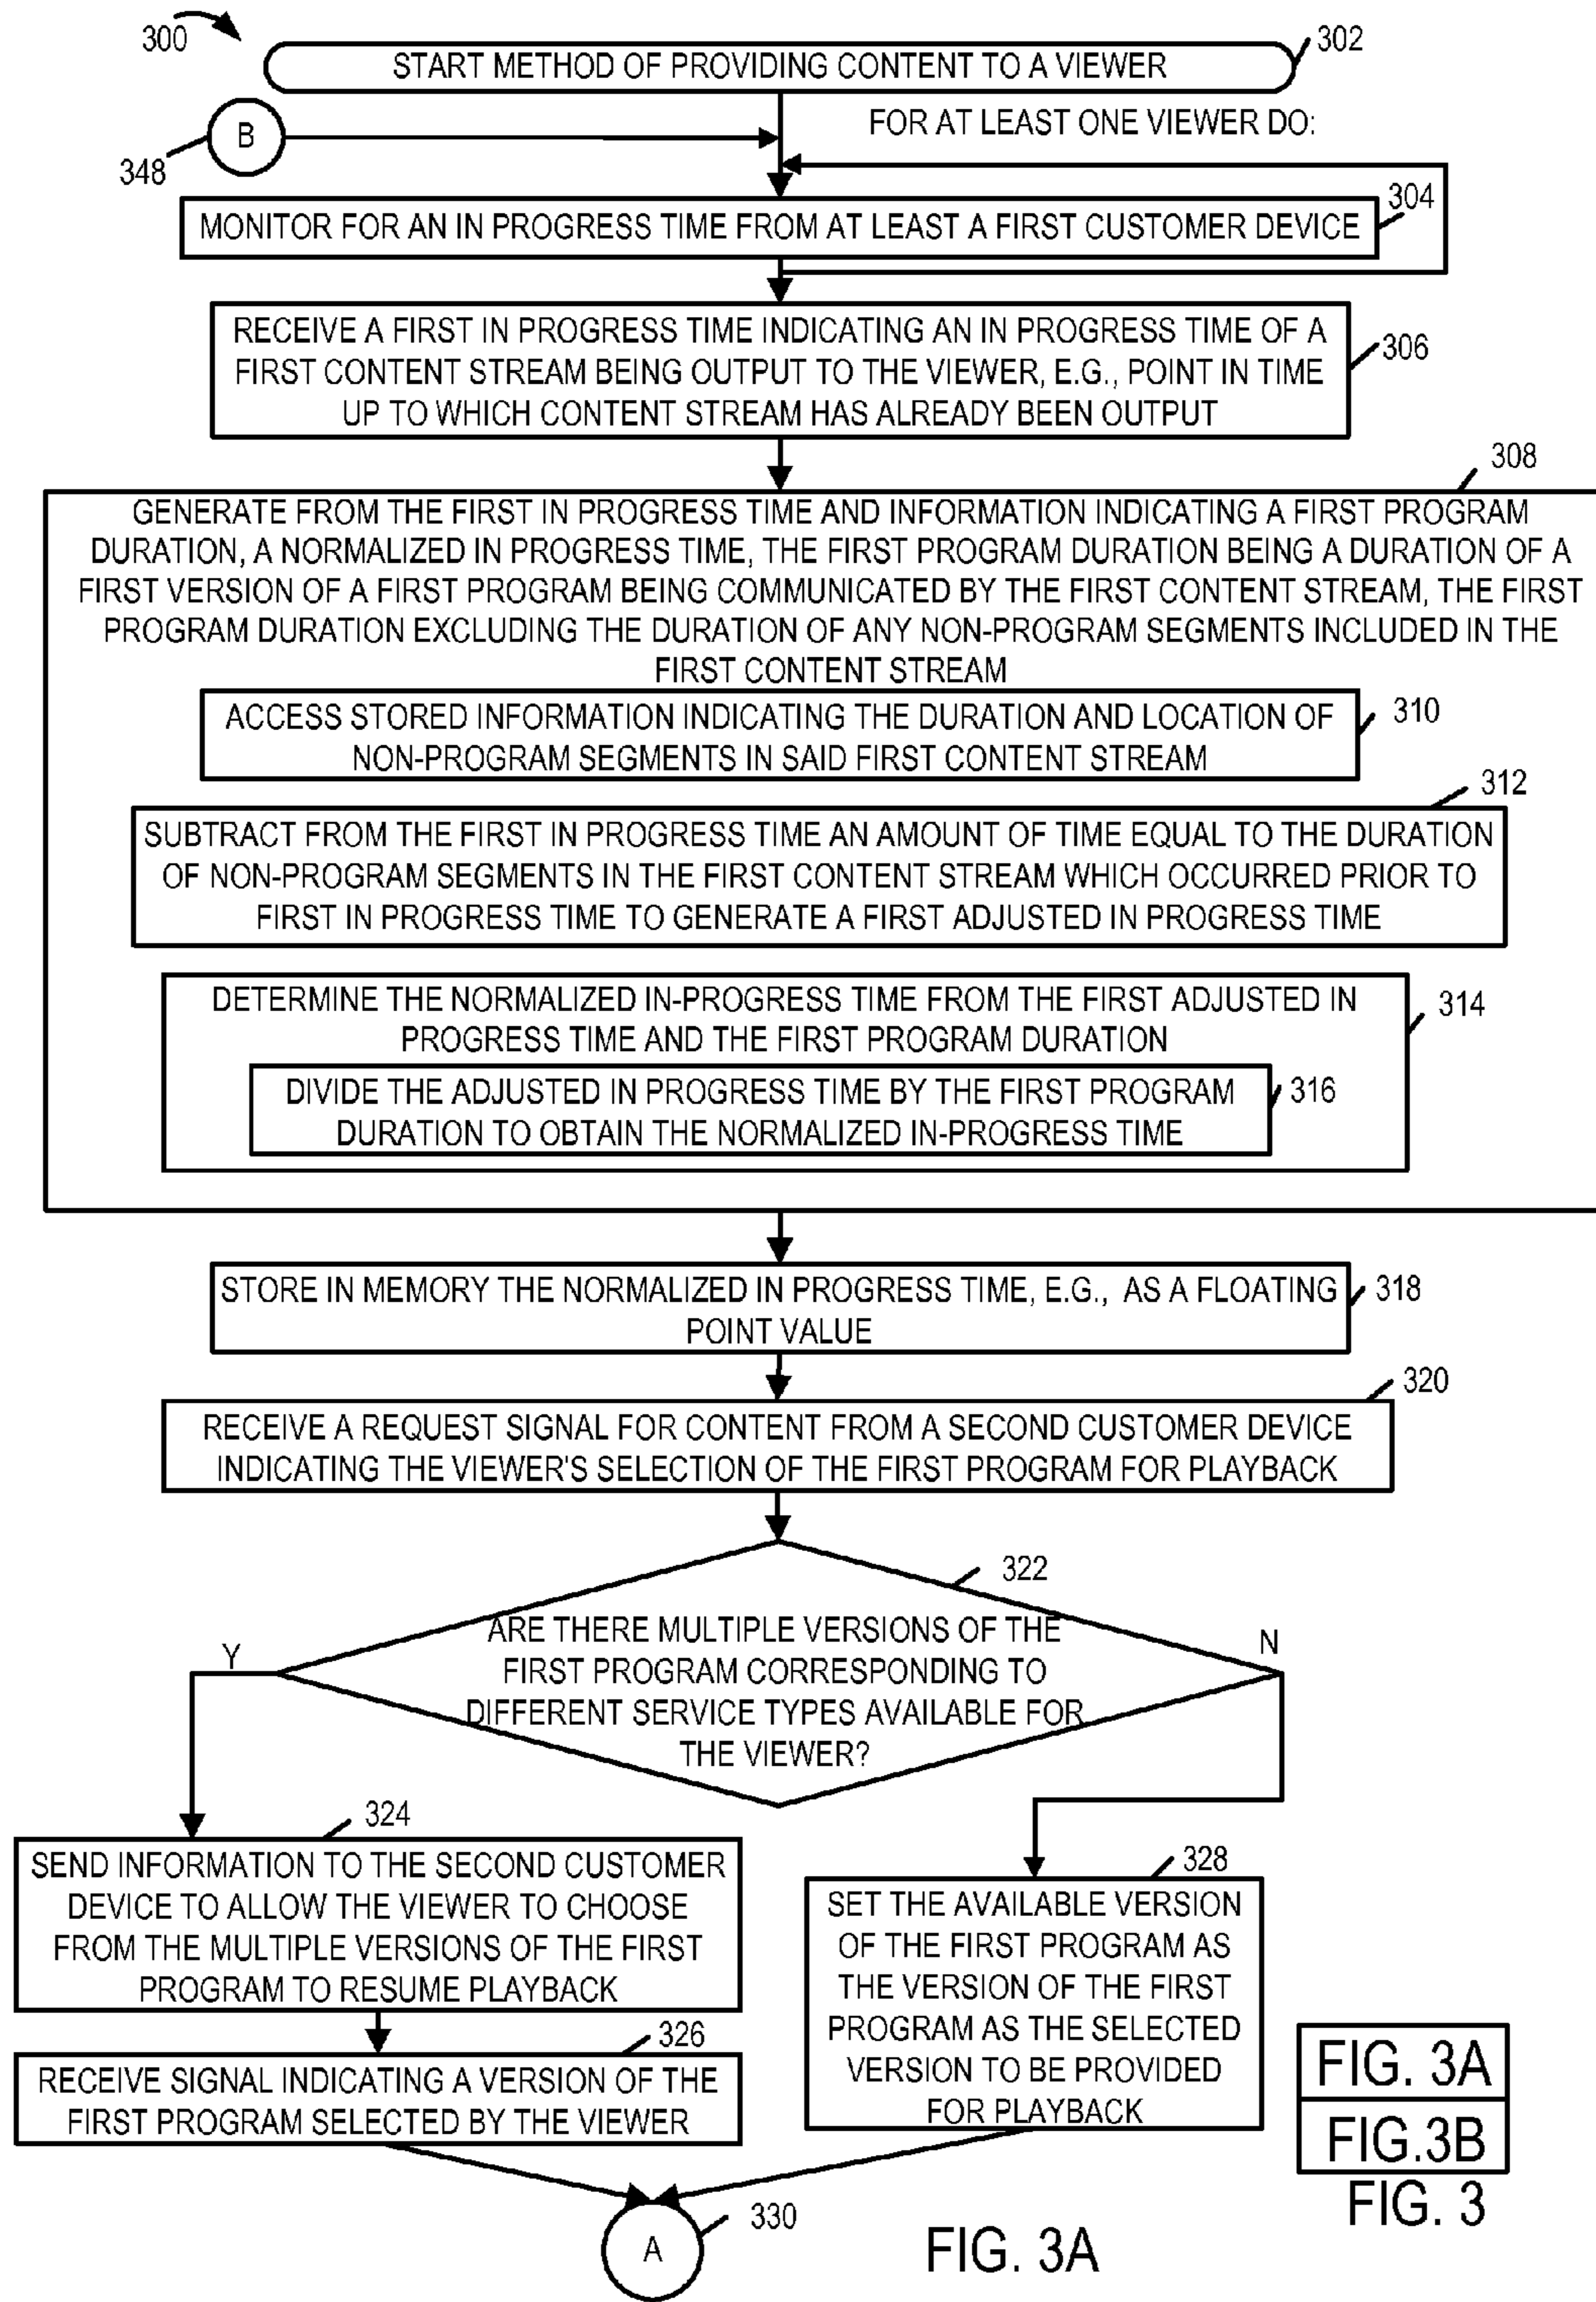 300
START METHOD OF PROVIDING CONTENT TO A VIEWER
302
B
FOR AT LEAST ONE VIEWER DO:
348
304
MONITOR FOR AN IN PROGRESS TIME FROM AT LEAST A FIRST CUSTOMER DEVICE
RECEIVE A FIRST IN PROGRESS TIME INDICATING AN IN PROGRESS TIME OF A
FIRST CONTENT STREAM BEING OUTPUT TO THE VIEWER, E.G., POINT IN TIME
UP TO WHICH CONTENT STREAM HAS ALREADY BEEN OUTPUT
306
308
GENERATE FROM THE FIRST IN PROGRESS TIME AND INFORMATION INDICATING A FIRST PROGRAM
DURATION, A NORMALIZED IN PROGRESS TIME, THE FIRST PROGRAM DURATION BEING A DURATION OF A
FIRST VERSION OF A FIRST PROGRAM BEING COMMUNICATED BY THE FIRST CONTENT STREAM, THE FIRST
PROGRAM DURATION EXCLUDING THE DURATION OF ANY NON-PROGRAM SEGMENTS INCLUDED IN THE
FIRST CONTENT STREAM
ACCESS STORED INFORMATION INDICATING THE DURATION AND LOCATION OF
NON-PROGRAM SEGMENTS IN SAID FIRST CONTENT STREAM
310
312
SUBTRACT FROM THE FIRST IN PROGRESS TIME AN AMOUNT OF TIME EQUAL TO THE DURATION
OF NON-PROGRAM SEGMENTS IN THE FIRST CONTENT STREAM WHICH OCCURRED PRIOR TO
FIRST IN PROGRESS TIME TO GENERATE A FIRST ADJUSTED IN PROGRESS TIME
DETERMINE THE NORMALIZED IN-PROGRESS TIME FROM THE FIRST ADJUSTED IN
PROGRESS TIME AND THE FIRST PROGRAM DURATION
314
DIVIDE THE ADJUSTED IN PROGRESS TIME BY THE FIRST PROGRAM
DURATION TO OBTAIN THE NORMALIZED IN-PROGRESS TIME
316
STORE IN MEMORY THE NORMALIZED IN PROGRESS TIME, E.G., AS A FLOATING
POINT VALUE
318
320
RECEIVE A REQUEST SIGNAL FOR CONTENT FROM A SECOND CUSTOMER DEVICE
INDICATING THE VIEWER'S SELECTION OF THE FIRST PROGRAM FOR PLAYBACK
322
ARE THERE MULTIPLE VERSIONS OF THE
FIRST PROGRAM CORRESPONDING TO
DIFFERENT SERVICE TYPES AVAILABLE FOR
THE VIEWER?
Y
N
324
SEND INFORMATION TO THE SECOND CUSTOMER
DEVICE TO ALLOW THE VIEWER TO CHOOSE
FROM THE MULTIPLE VERSIONS OF THE FIRST
PROGRAM TO RESUME PLAYBACK
326
RECEIVE SIGNAL INDICATING A VERSION OF THE
FIRST PROGRAM SELECTED BY THE VIEWER
328
SET THE AVAILABLE VERSION
OF THE FIRST PROGRAM AS
THE VERSION OF THE FIRST
PROGRAM AS THE SELECTED
VERSION TO BE PROVIDED
FOR PLAYBACK
A
330
FIG. 3A
FIG. 3A
FIG.3B
FIG. 3